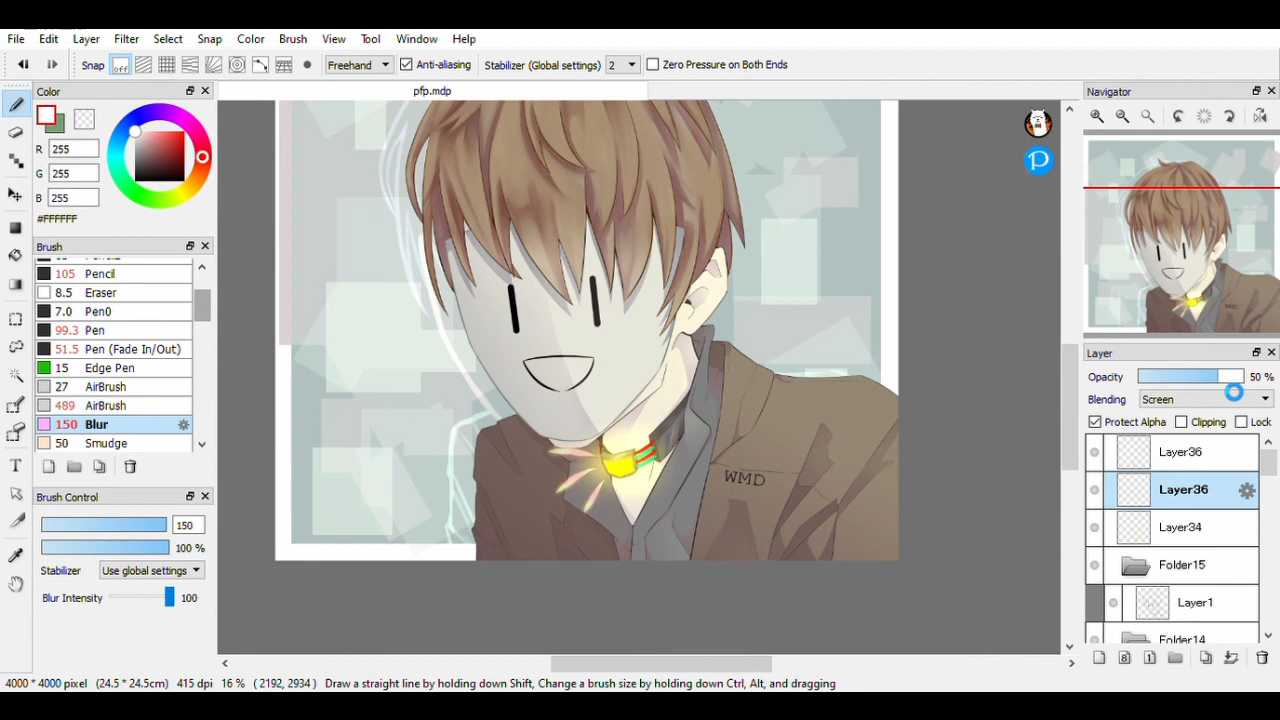 File Edit Layer Filter Select Snap Color Brush View Tool Window Help
Snap off Freehand Anti-aliasing Stabilizer (Global settings) 2 Zero Pressure on Both Ends
Color
pfp.mdp
Navigator
R 255
G 255
B 255
#FFFFFF
Brush
105 Pencil
8.5 Eraser
7.0 Pen0
99.3 Pen
51.5 Pen (Fade In/Out)
15 Edge Pen
27 AirBrush
489 AirBrush
150 Blur
50 Smudge
Brush Control
150
100 %
Stabilizer Use global settings
Blur Intensity 100
WMD
P
Layer
Opacity 50 %
Blending Screen
Protect Alpha Clipping Lock
Layer36
Layer36
Layer34
Folder15
Layer1
Folder14
4000 * 4000 pixel (24.5 * 24.5cm) 415 dpi 16 % ( 2192, 2934 ) Draw a straight line by holding down Shift, Change a brush size by holding down Ctrl, Alt, and dragging